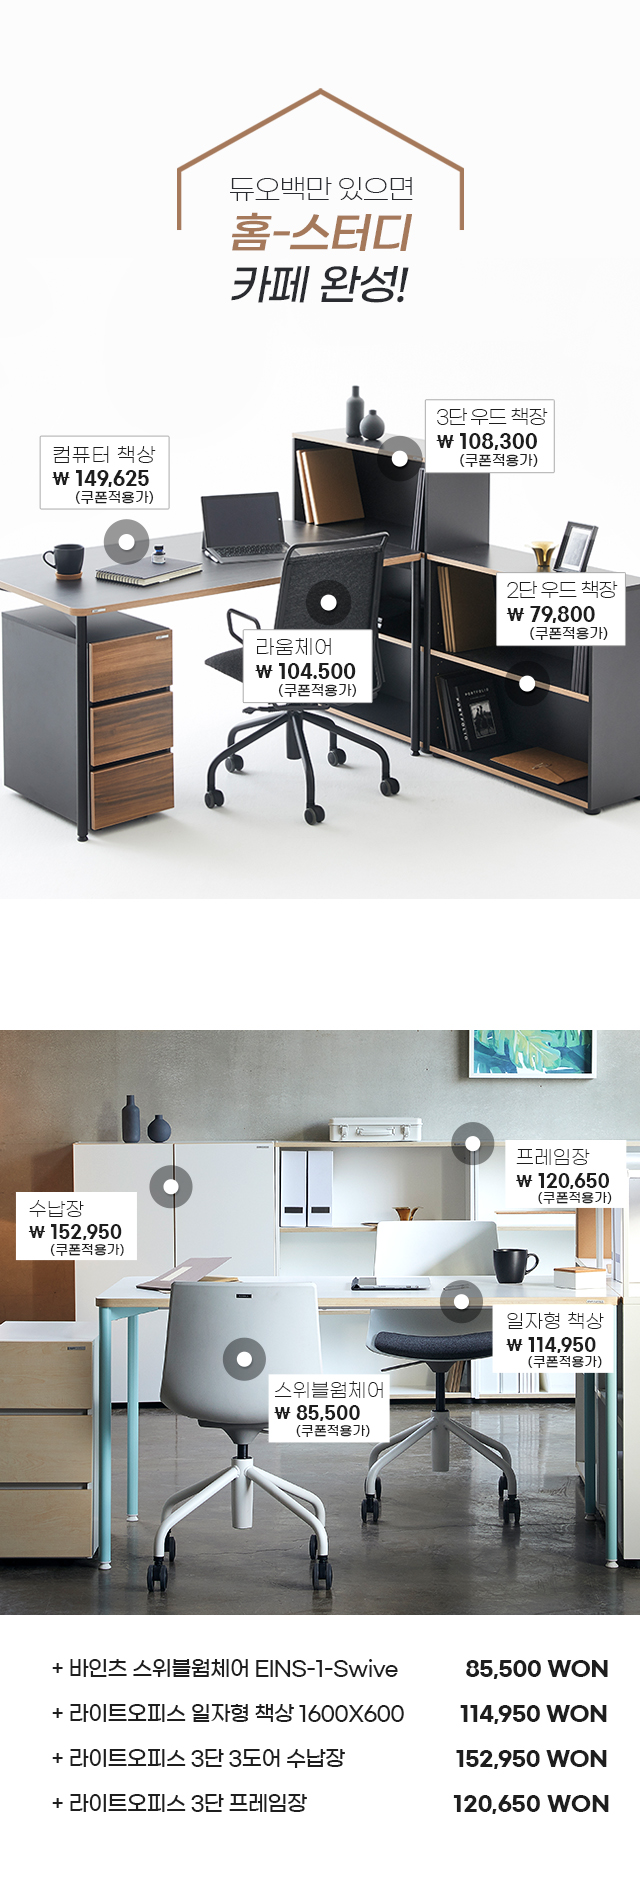 듀오백만 있으면
홈-스터디
카페 완성!
3단 우드 책장
₩ 108,300
(쿠폰적용가)
컴퓨터 책상
₩ 149,625
(쿠폰적용가)
2단 우드 책장
₩ 79,800
(쿠폰적용가)
라움체어
₩ 104.500
(쿠폰적용가)
PORTFOLIO
프레임장
₩ 120,650
(쿠폰적용가)
수납장
₩ 152,950
(쿠폰적용가)
일자형 책상
₩ 114,950
(쿠폰적용가)
스위블웜체어
₩ 85,500
(쿠폰적용가)
+ 바인츠 스위블웜체어 EINS-1-Swive 85,500 WON
+ 라이트오피스 일자형 책상 1600X600 114,950 WON
+ 라이트오피스 3단 3도어 수납장 152,950 WON
+ 라이트오피스 3단 프레임장 120,650 WON